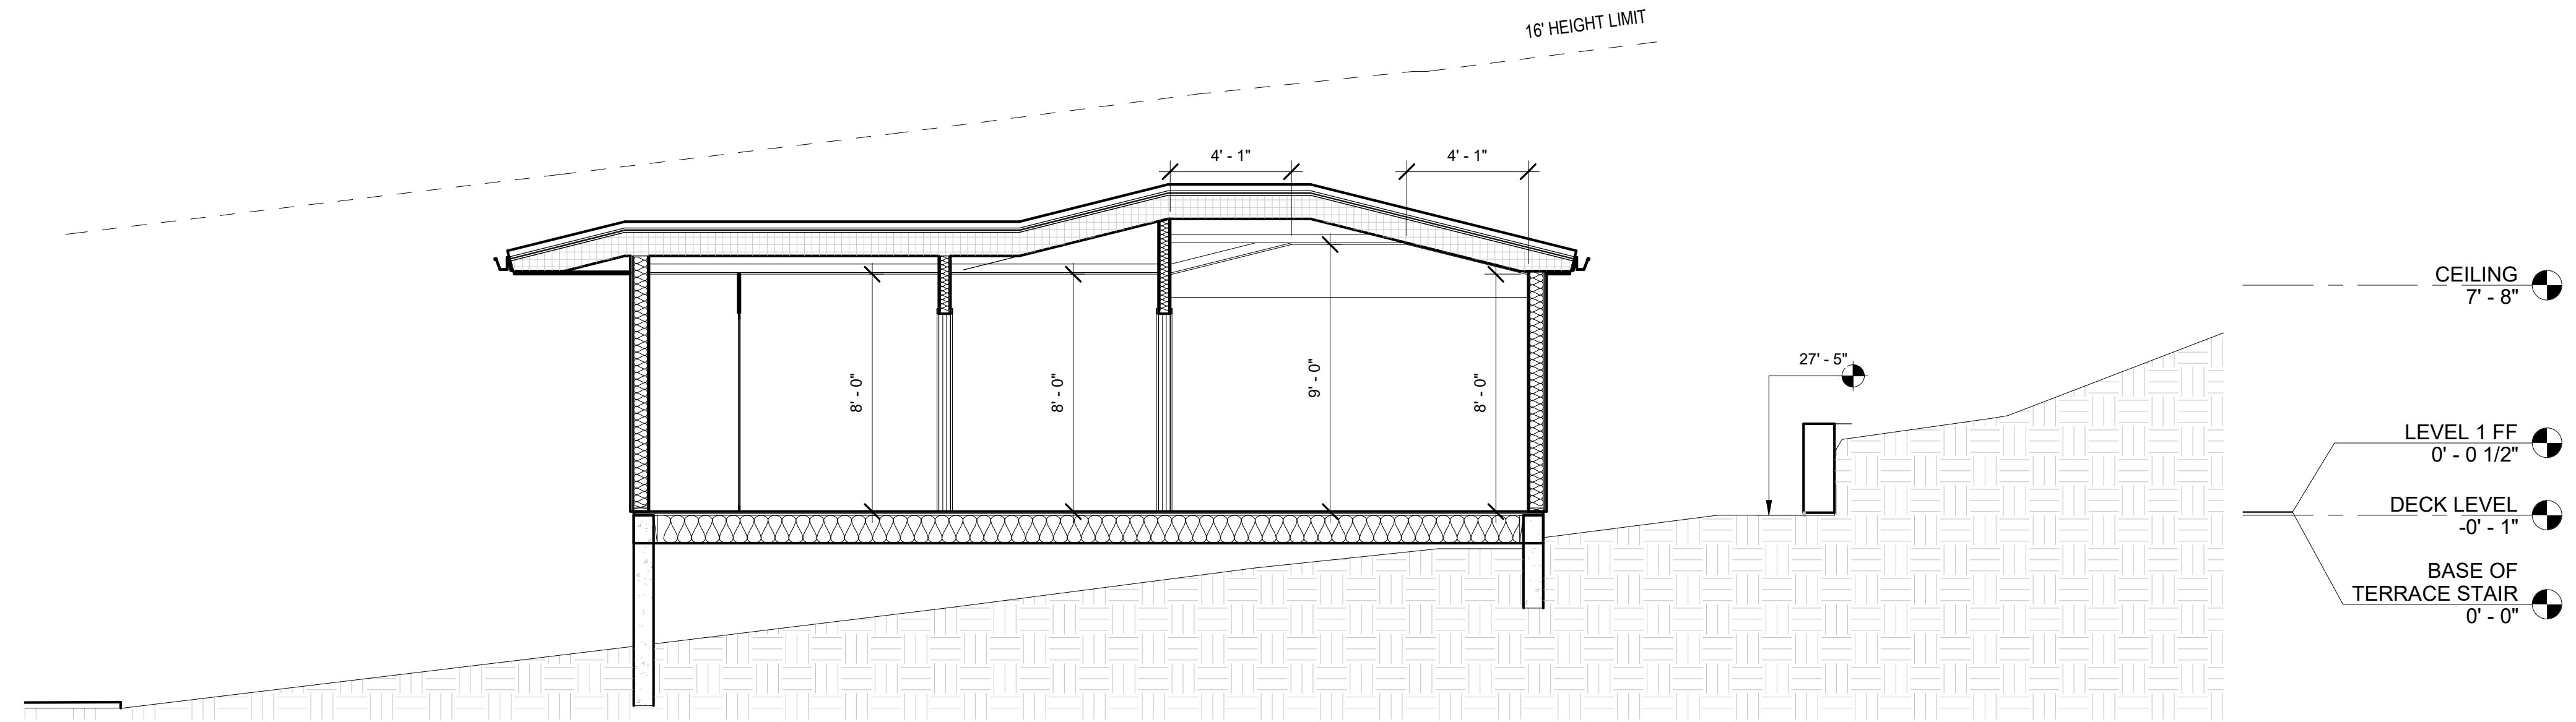 16' HEIGHT LIMIT
4' - 1"
4' - 1"
CEILING
7' - 8"
27' - 5"
8' - 0"
8' - 0"
9' - 0"
8' - 0"
LEVEL 1 FF
0' - 0 1/2"
DECK LEVEL
-0' - 1"
BASE OF
TERRACE STAIR
0' - 0"